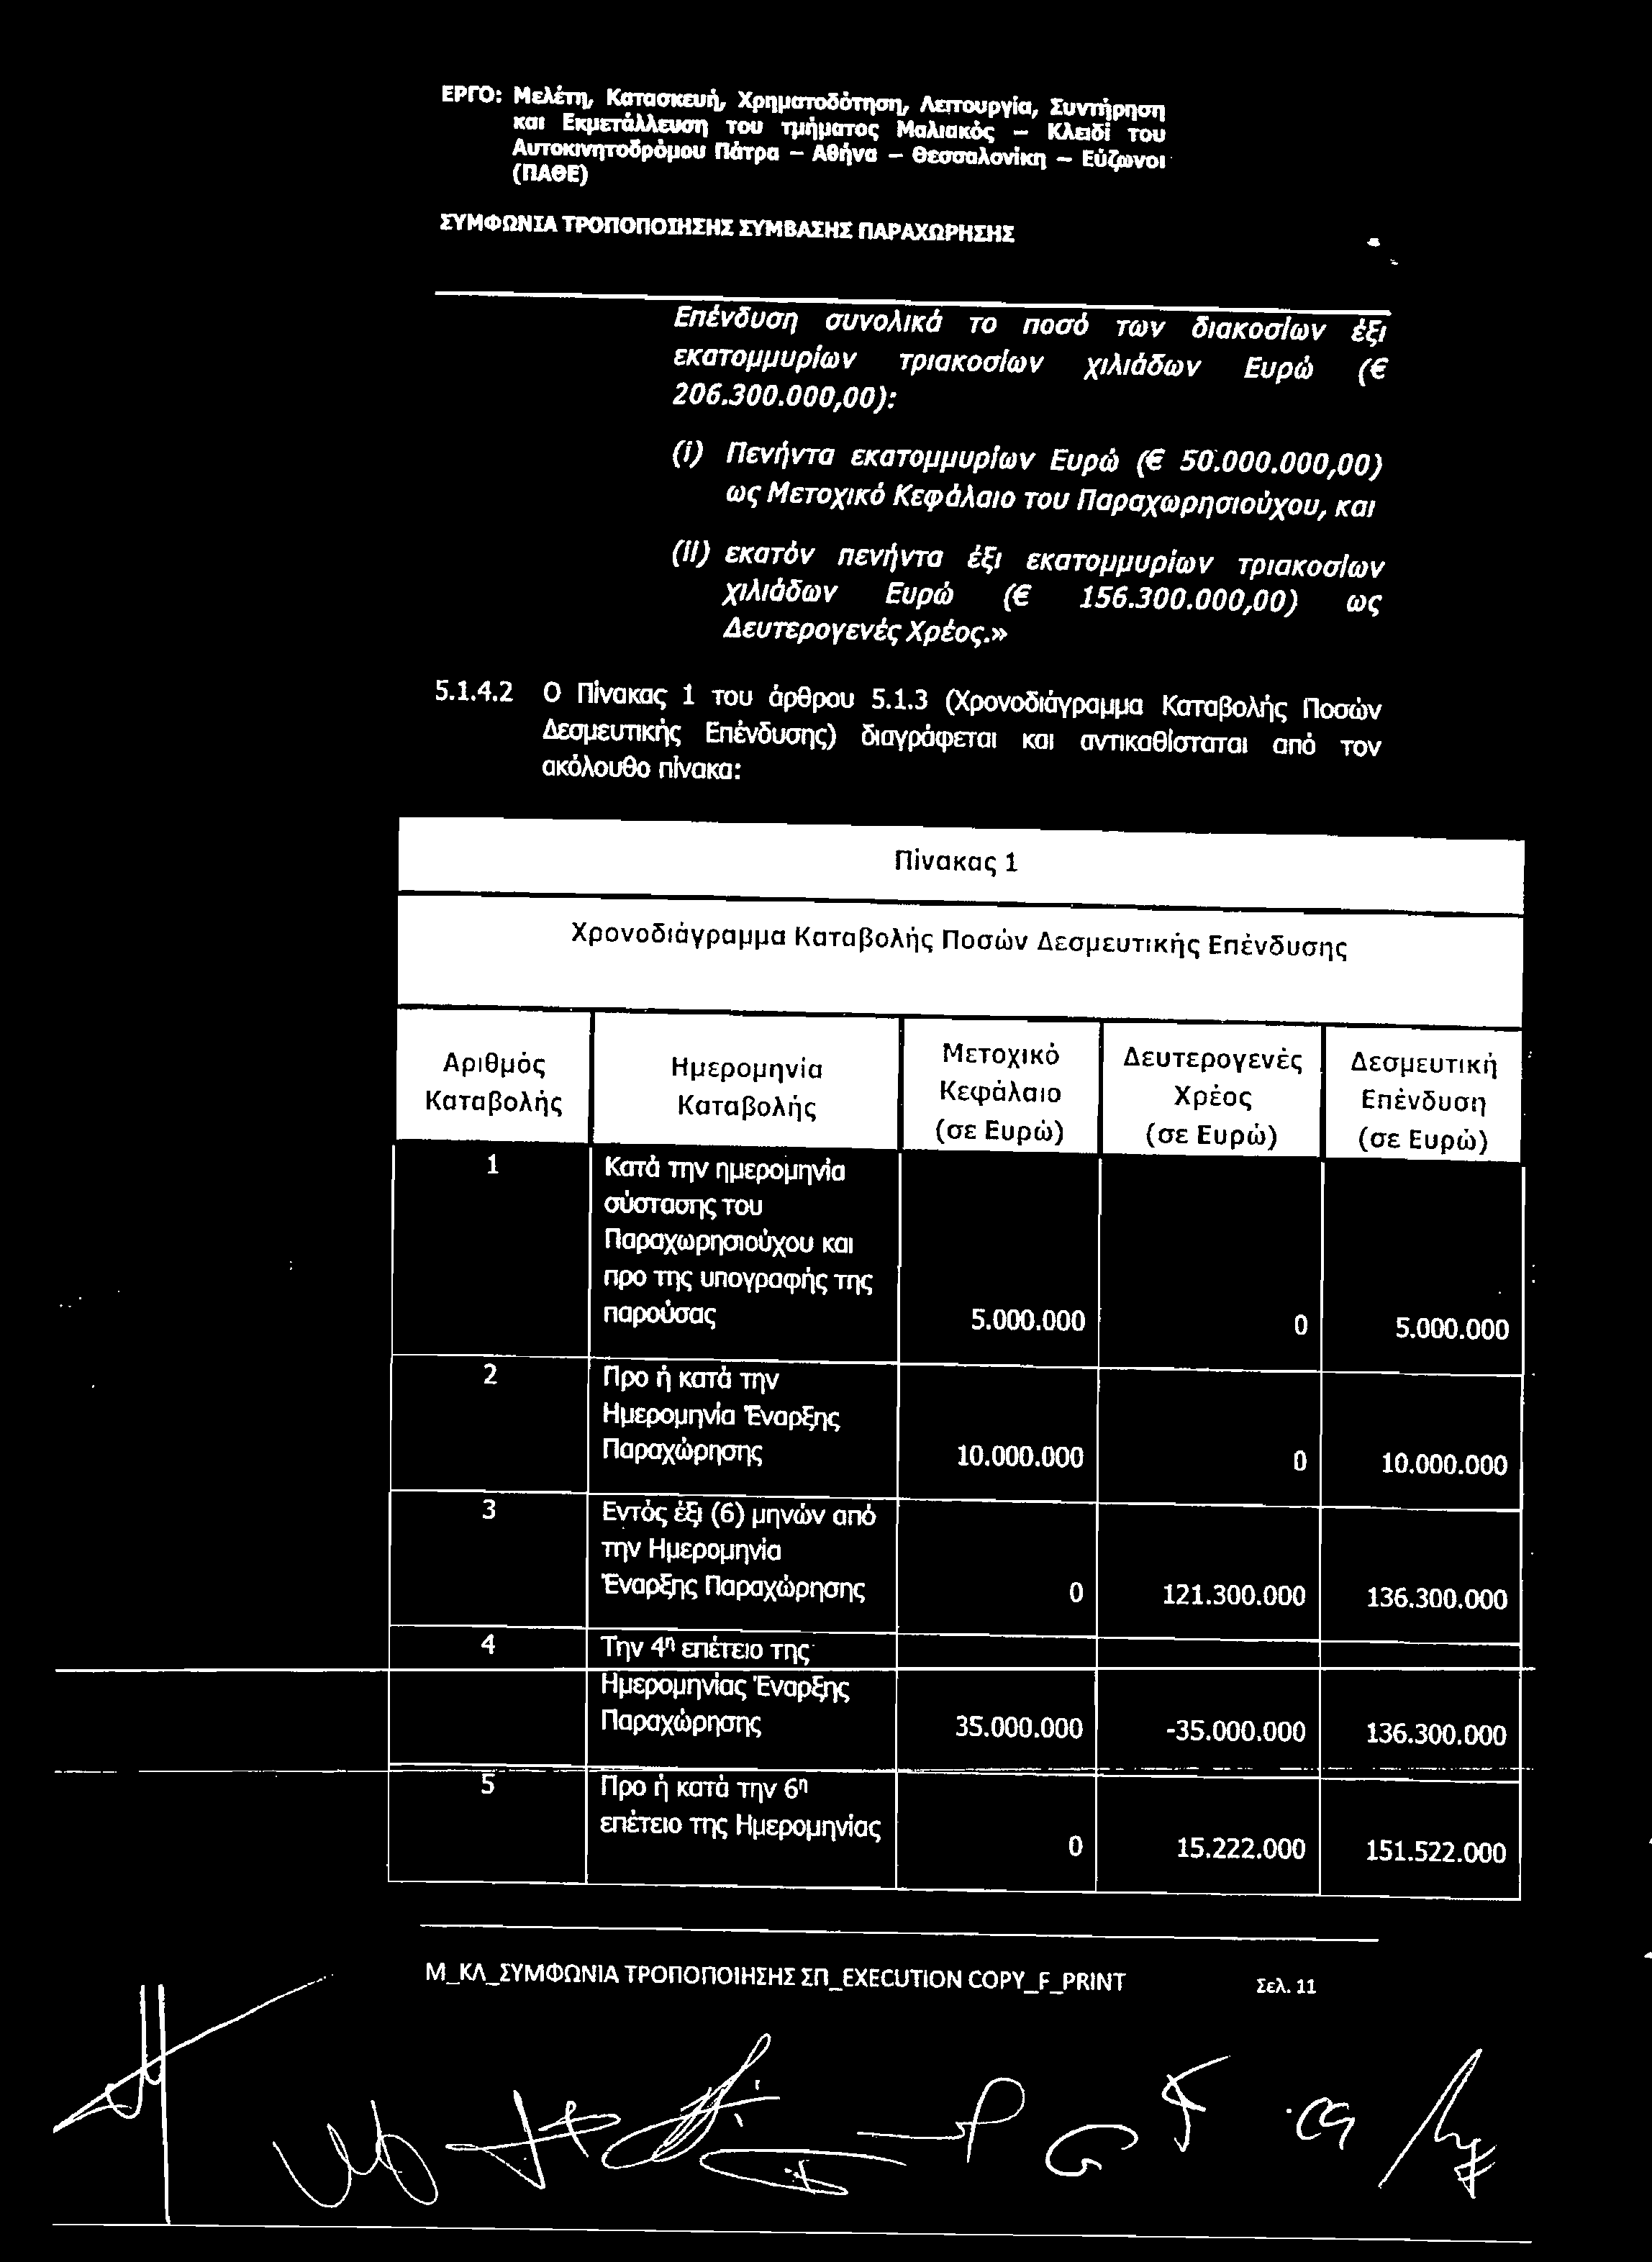 ΕΡΓΟ: Μελέτη, Κατασκευή, Χρηματοδότηση, Λειτουργία, Συντήρηση
και Εκμετάλλευση του τμήματος Μαλιακός – Κλειδί του
Αυτοκινητοδρόμου Πάτρα – Αθήνα – Θεσσαλονίκη – Εύζωνοι
(ΠΑΘΕ)
ΣΥΜΦΩΝΙΑ ΤΡΟΠΟΠΟΙΗΣΗΣ ΣΥΜΒΑΣΗΣ ΠΑΡΑΧΩΡΗΣΗΣ
Επένδυση συνολικά το ποσό των διακοσίων έξι
εκατομμυρίων τριακοσίων χιλιάδων Ευρώ (€
206.300.000,00):
(i) Πενήντα εκατομμυρίων Ευρώ (€ 50.000.000,00)
ως Μετοχικό Κεφάλαιο του Παραχωρησιούχου, και
(ii) εκατόν πενήντα έξι εκατομμυρίων τριακοσίων
χιλιάδων Ευρώ (€ 156.300.000,00) ως
Δευτερογενές Χρέος.»
5.1.4.2 Ο Πίνακας 1 του άρθρου 5.1.3 (Χρονοδιάγραμμα Καταβολής Ποσών
Δεσμευτικής Επένδυσης) διαγράφεται και αντικαθίσταται από τον
ακόλουθο πίνακα:
Πίνακας 1
Χρονοδιάγραμμα Καταβολής Ποσών Δεσμευτικής Επένδυσης
Αριθμός
Καταβολής
Ημερομηνία
Καταβολής
Μετοχικό
Κεφάλαιο
(σε Ευρώ)
Δευτερογενές
Χρέος
(σε Ευρώ)
Δεσμευτική
Επένδυση
(σε Ευρώ)
1 Κατά την ημερομηνία
σύστασης του
Παραχωρησιούχου και
προ της υπογραφής της
παρούσας 5.000.000 0 5.000.000
2 Προ ή κατά την
Ημερομηνία Έναρξης
Παραχώρησης 10.000.000 0 10.000.000
3 Εντός έξι (6) μηνών από
την Ημερομηνία
Έναρξης Παραχώρησης 0 121.300.000 136.300.000
4 Την 4η επέτειο της
Ημερομηνίας Έναρξης
Παραχώρησης 35.000.000 -35.000.000 136.300.000
5 Προ ή κατά την 6η
επέτειο της Ημερομηνίας
0 15.222.000 151.522.000
Μ_ΚΛ_ΣΥΜΦΩΝΙΑ ΤΡΟΠΟΠΟΙΗΣΗΣ ΣΠ_EXECUTION COPY_F_PRINT Σελ. 11